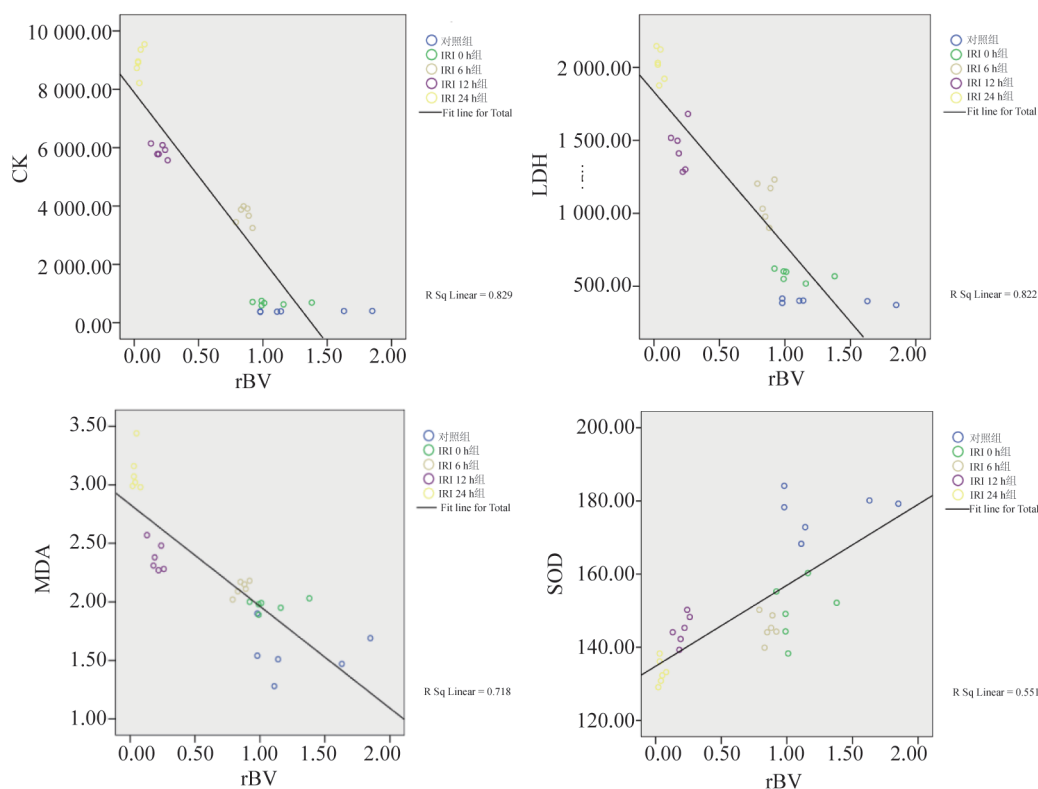 10 000.00
8 000.00
6 000.00
4 000.00
2 000.00
0.00
CK
0.00 0.50 1.00 1.50 2.00
rBV
对照组
IRI 0 h组
IRI 6 h组
IRI 12 h组
IRI 24 h组
Fit line for Total
R Sq Linear = 0.829
2 000.00
1 500.00
1 000.00
500.00
LDH
0.00 0.50 1.00 1.50 2.00
rBV
对照组
IRI 0 h组
IRI 6 h组
IRI 12 h组
IRI 24 h组
Fit line for Total
R Sq Linear = 0.822
3.50
3.00
2.50
2.00
1.50
1.00
MDA
0.00 0.50 1.00 1.50 2.00
rBV
对照组
IRI 0 h组
IRI 6 h组
IRI 12 h组
IRI 24 h组
Fit line for Total
R Sq Linear = 0.718
200.00
180.00
160.00
140.00
120.00
SOD
0.00 0.50 1.00 1.50 2.00
rBV
对照组
IRI 0 h组
IRI 6 h组
IRI 12 h组
IRI 24 h组
Fit line for Total
R Sq Linear = 0.551